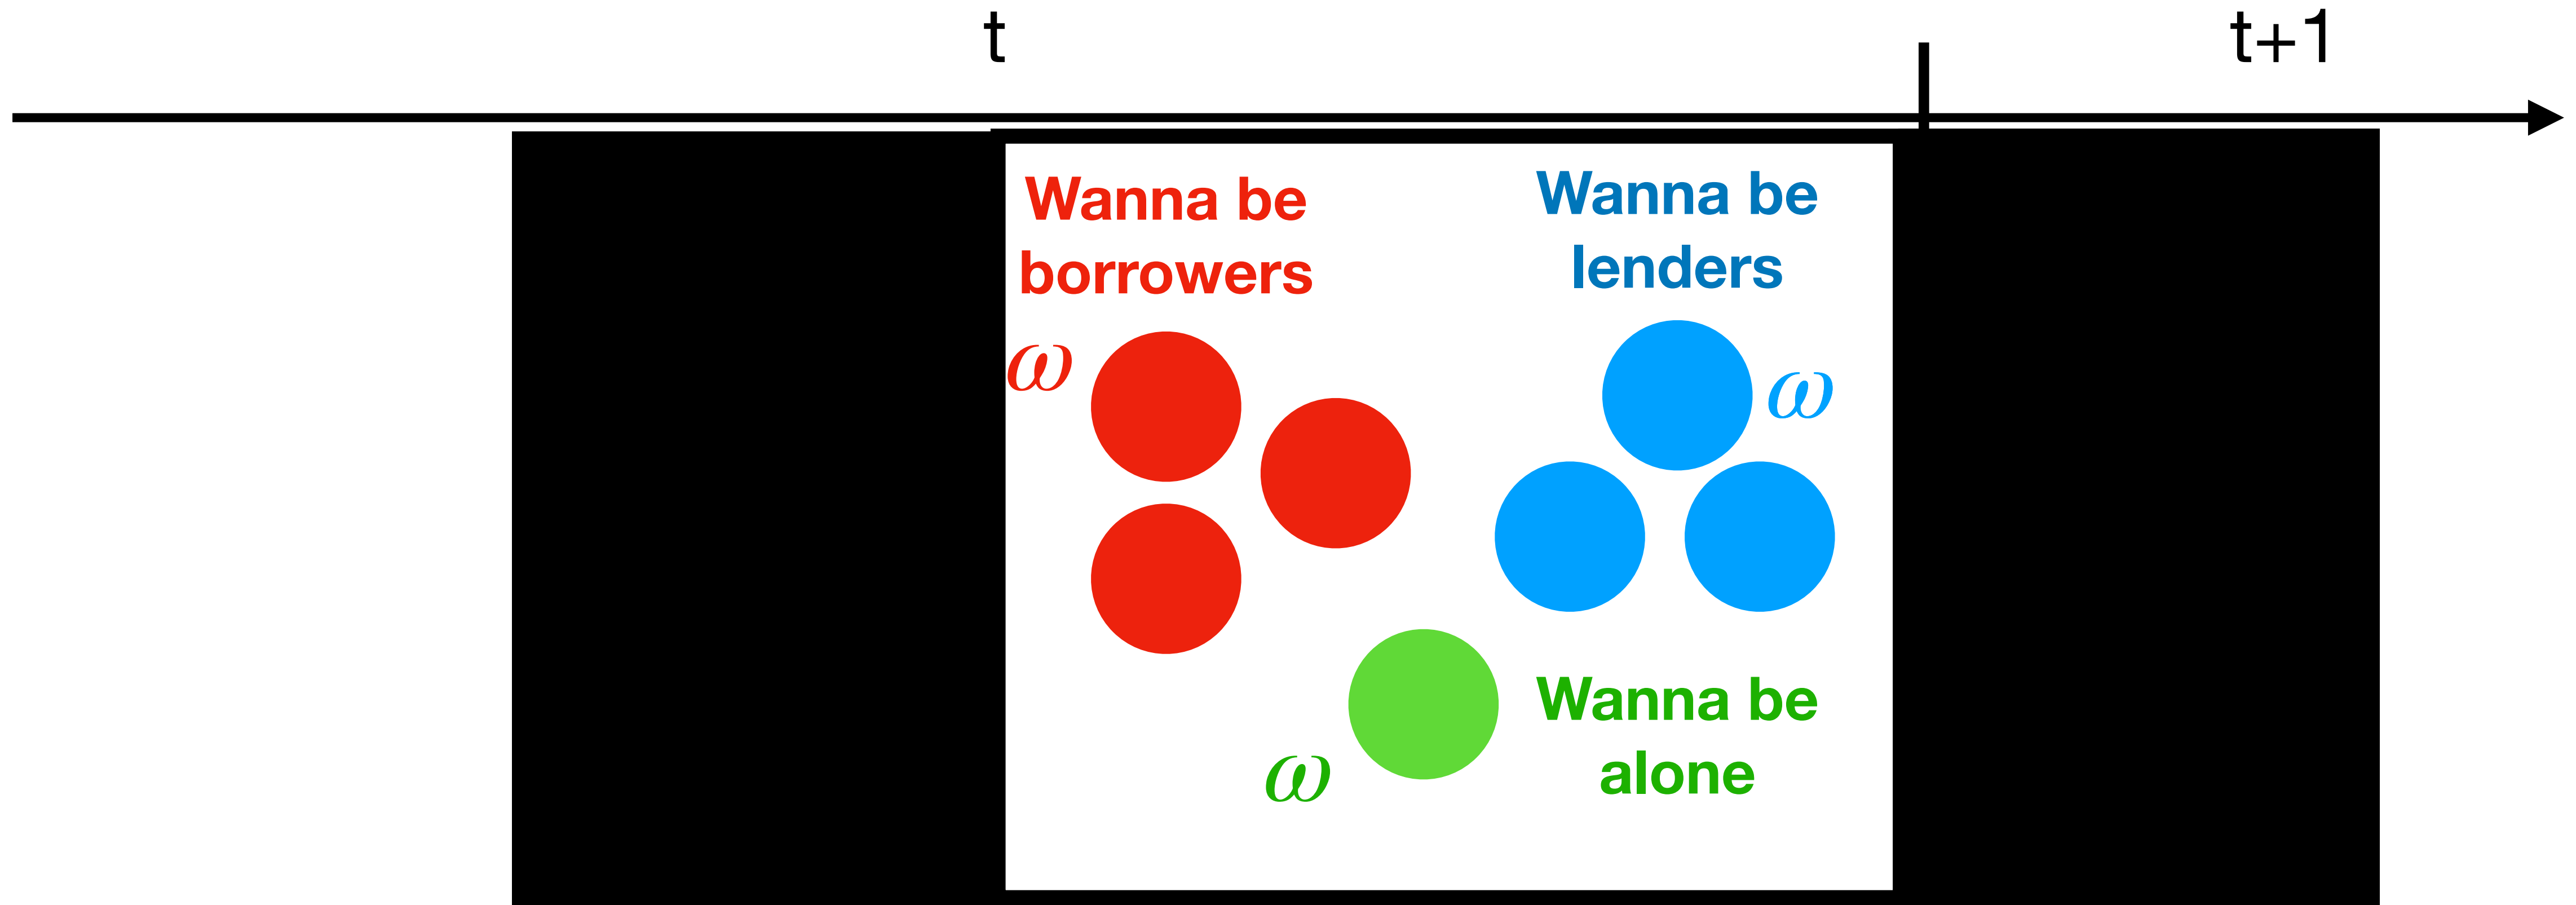 t
t+1
Wanna be
borrowers
Wanna be
lenders
ω
ω
Wanna be
alone
ω